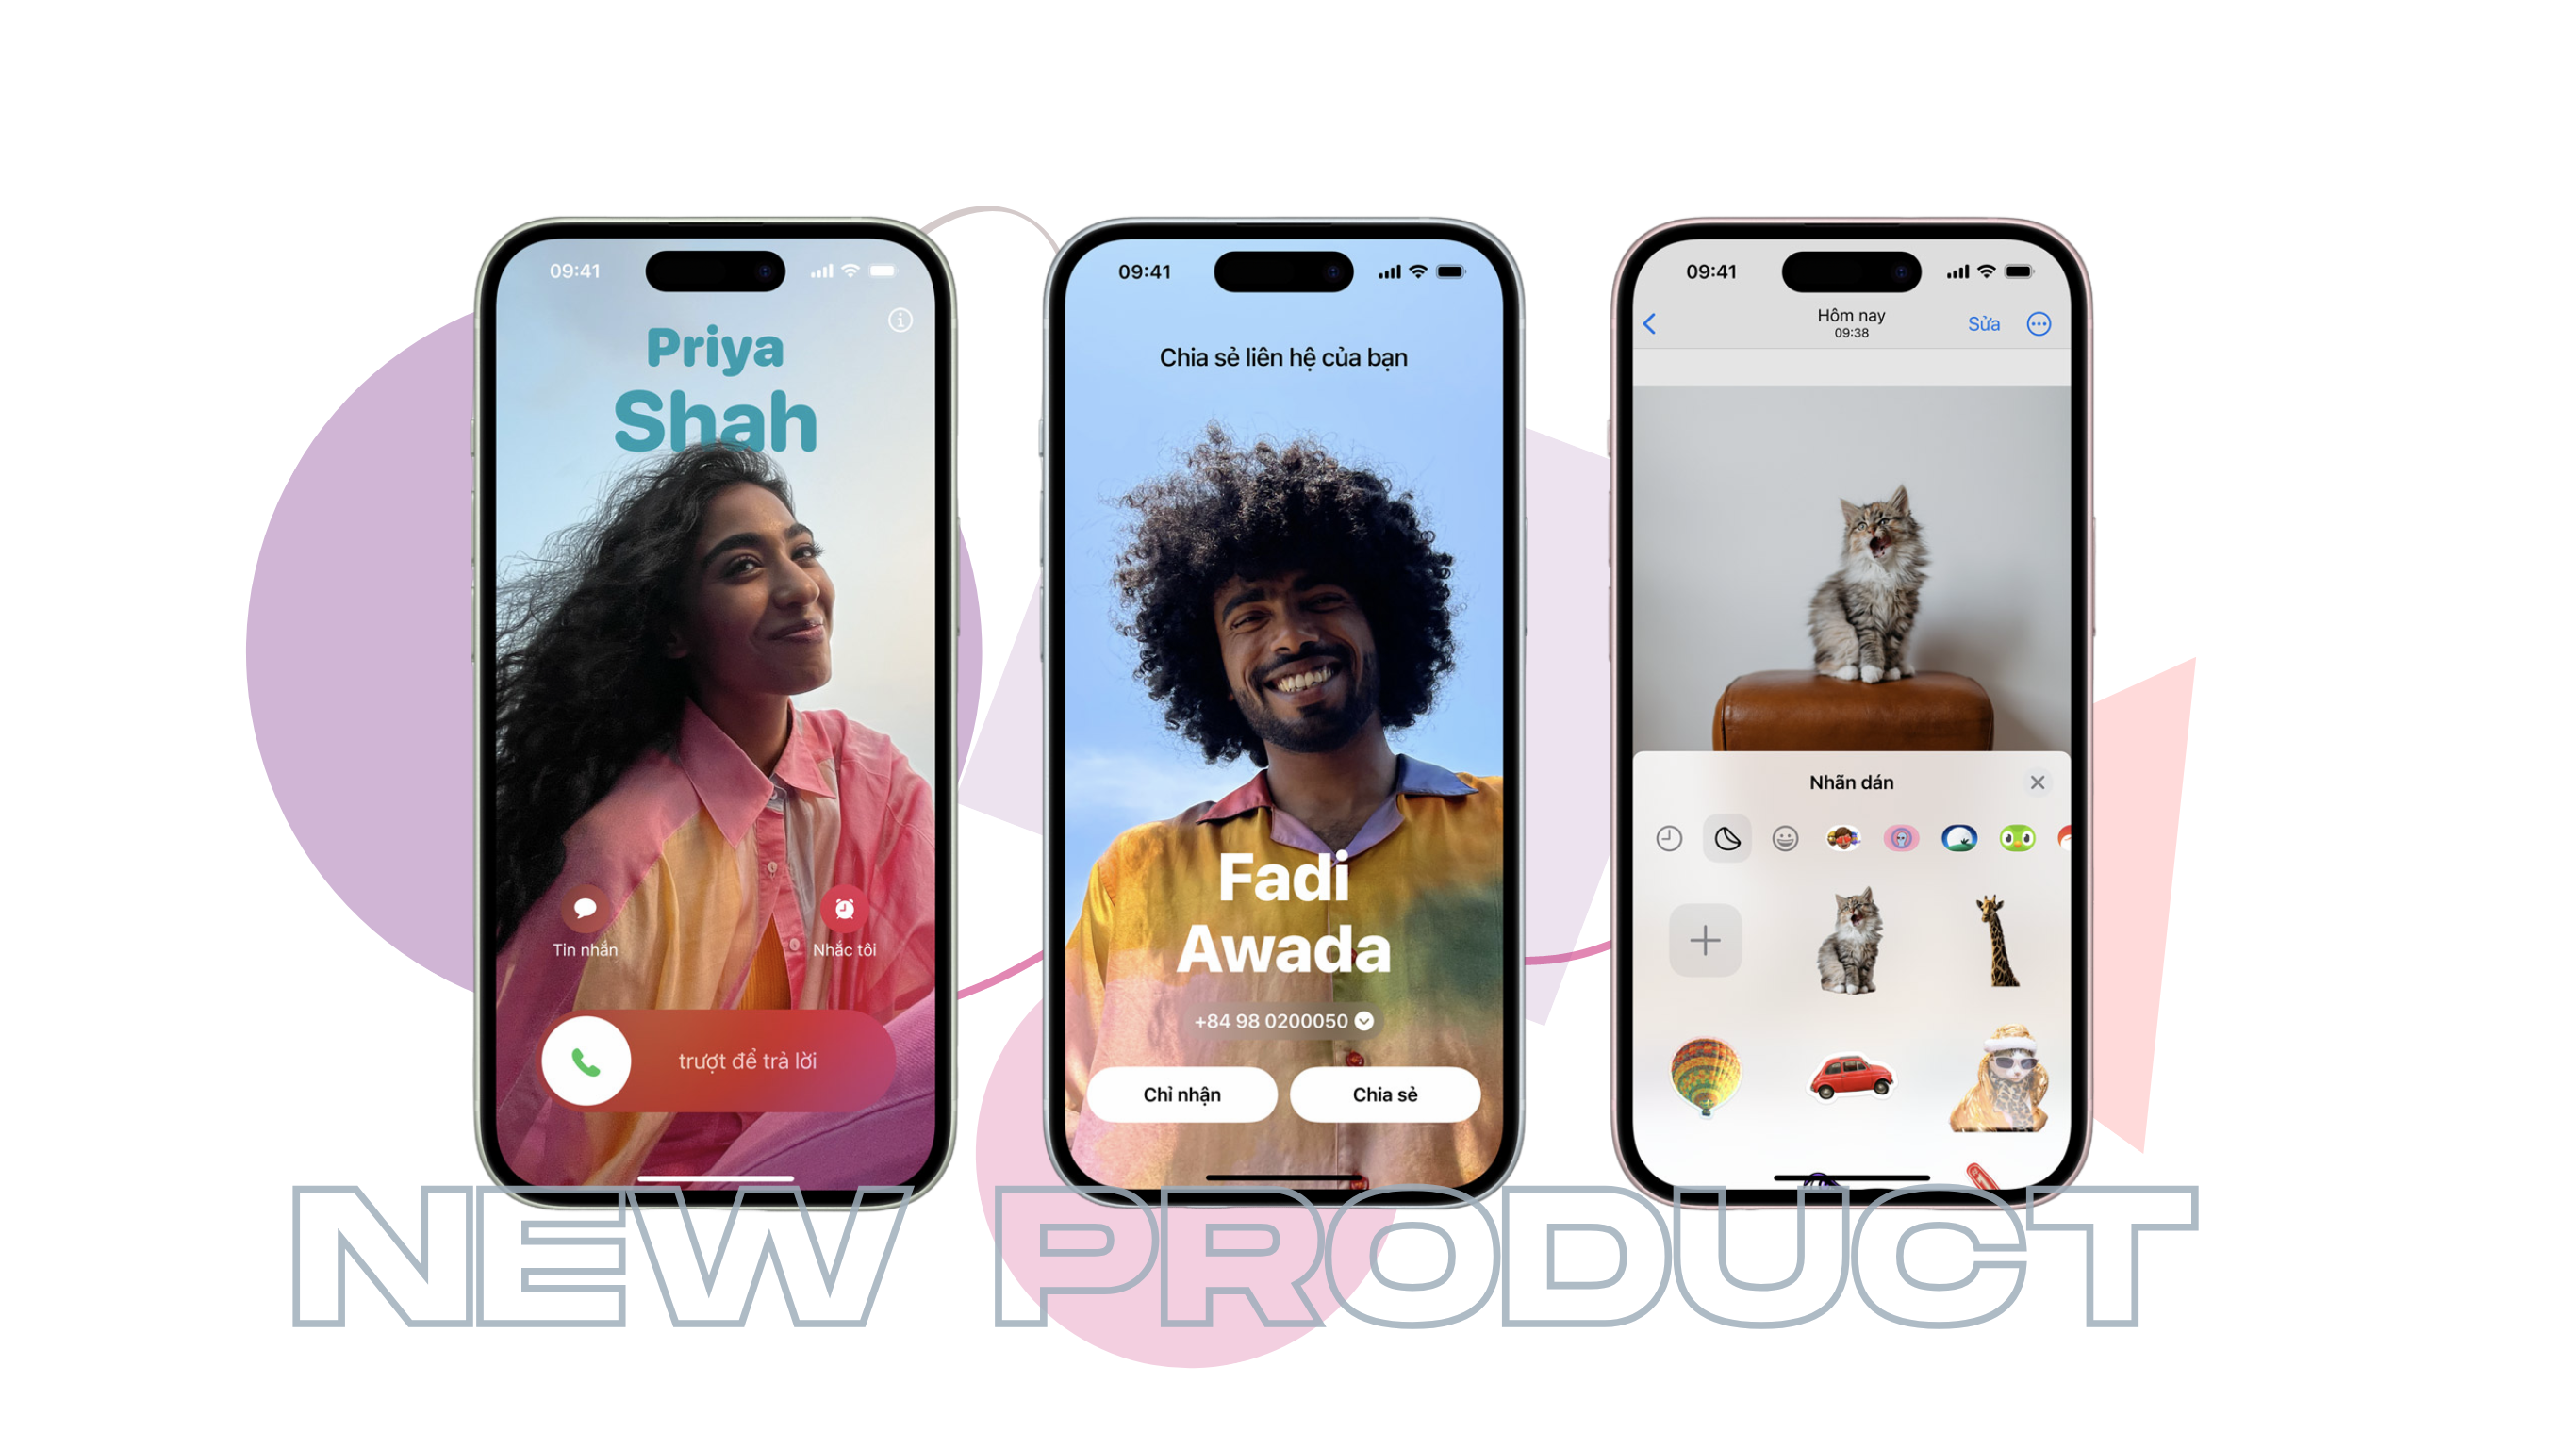 09:41
Priya
Shah
Tin nhắn
Nhắc tôi
trượt để trả lời
09:41
Chia sẻ liên hệ của bạn
Fadi
Awada
+84 98 0200050
Chỉ nhận
Chia sẻ
09:41
Hôm nay
09:38
Sửa
Nhãn dán
NEW PRODUCT